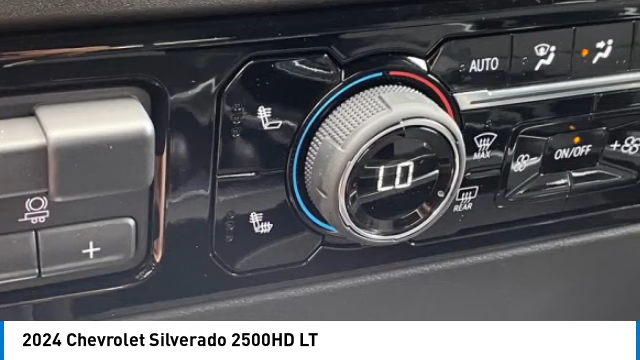 AUTO
LO
MAX
ON/OFF
REAR
+
+
2024 Chevrolet Silverado 2500HD LT